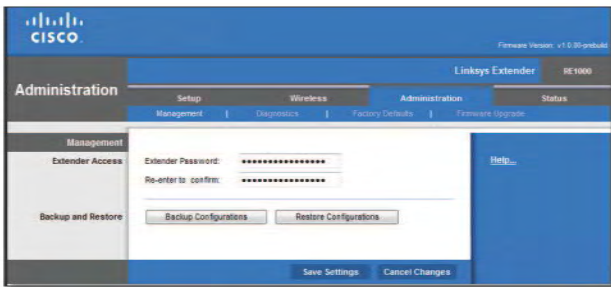 CISCO.
Firmware Version: v1.0.00-prebuild
Linksys Extender RE1000
Administration
Setup Wireless Administration Status
Management | Diagnostics | Factory Defaults | Firmware Upgrade
Management
Extender Access
Extender Password: ••••••••••••••••
Re-enter to confirm: ••••••••••••••••
Help...
Backup and Restore
Backup Configurations Restore Configurations
Save Settings Cancel Changes